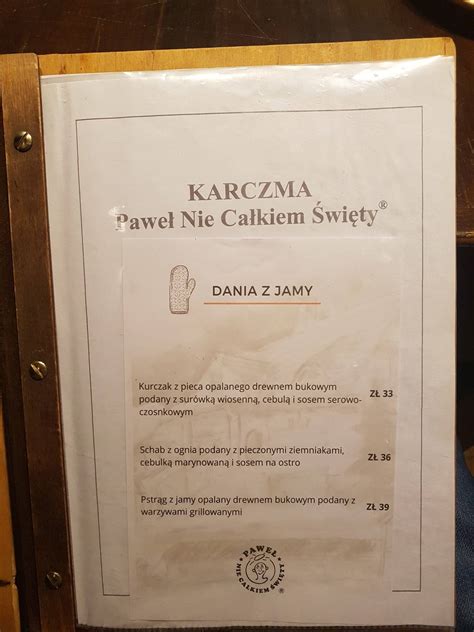 KARCZMA
Paweł Nie Całkiem Święty®
DANIA Z JAMY
Kurczak z pieca opalanego drewnem bukowym
podany z surówką wiosenną, cebulą i sosem serowo-
czosnkowym
ZŁ 33
Schab z ognia podany z pieczonymi ziemniakami,
cebulką marynowaną i sosem na ostro
ZŁ 36
Pstrąg z jamy opalany drewnem bukowym podany z
warzywami grillowanymi
ZŁ 39
PAWEŁ
NIE CAŁKIEM ŚWIĘTY
®